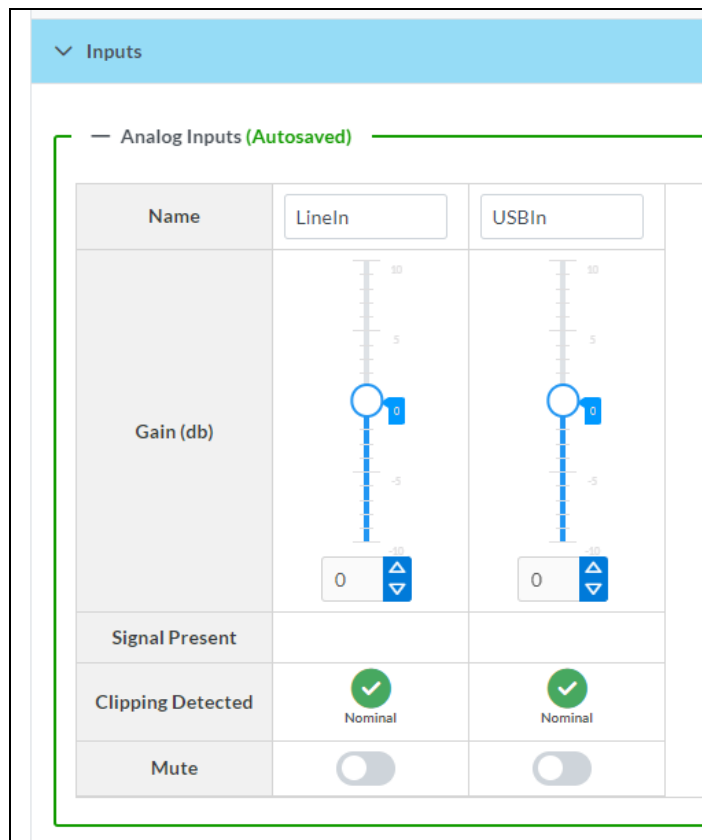 Inputs
Analog Inputs (Autosaved)
Name LineIn USBIn
10 10
5 5
Gain (db) 0 0
-5 -5
-10 -10
0 0
Signal Present
Clipping Detected Nominal Nominal
Mute